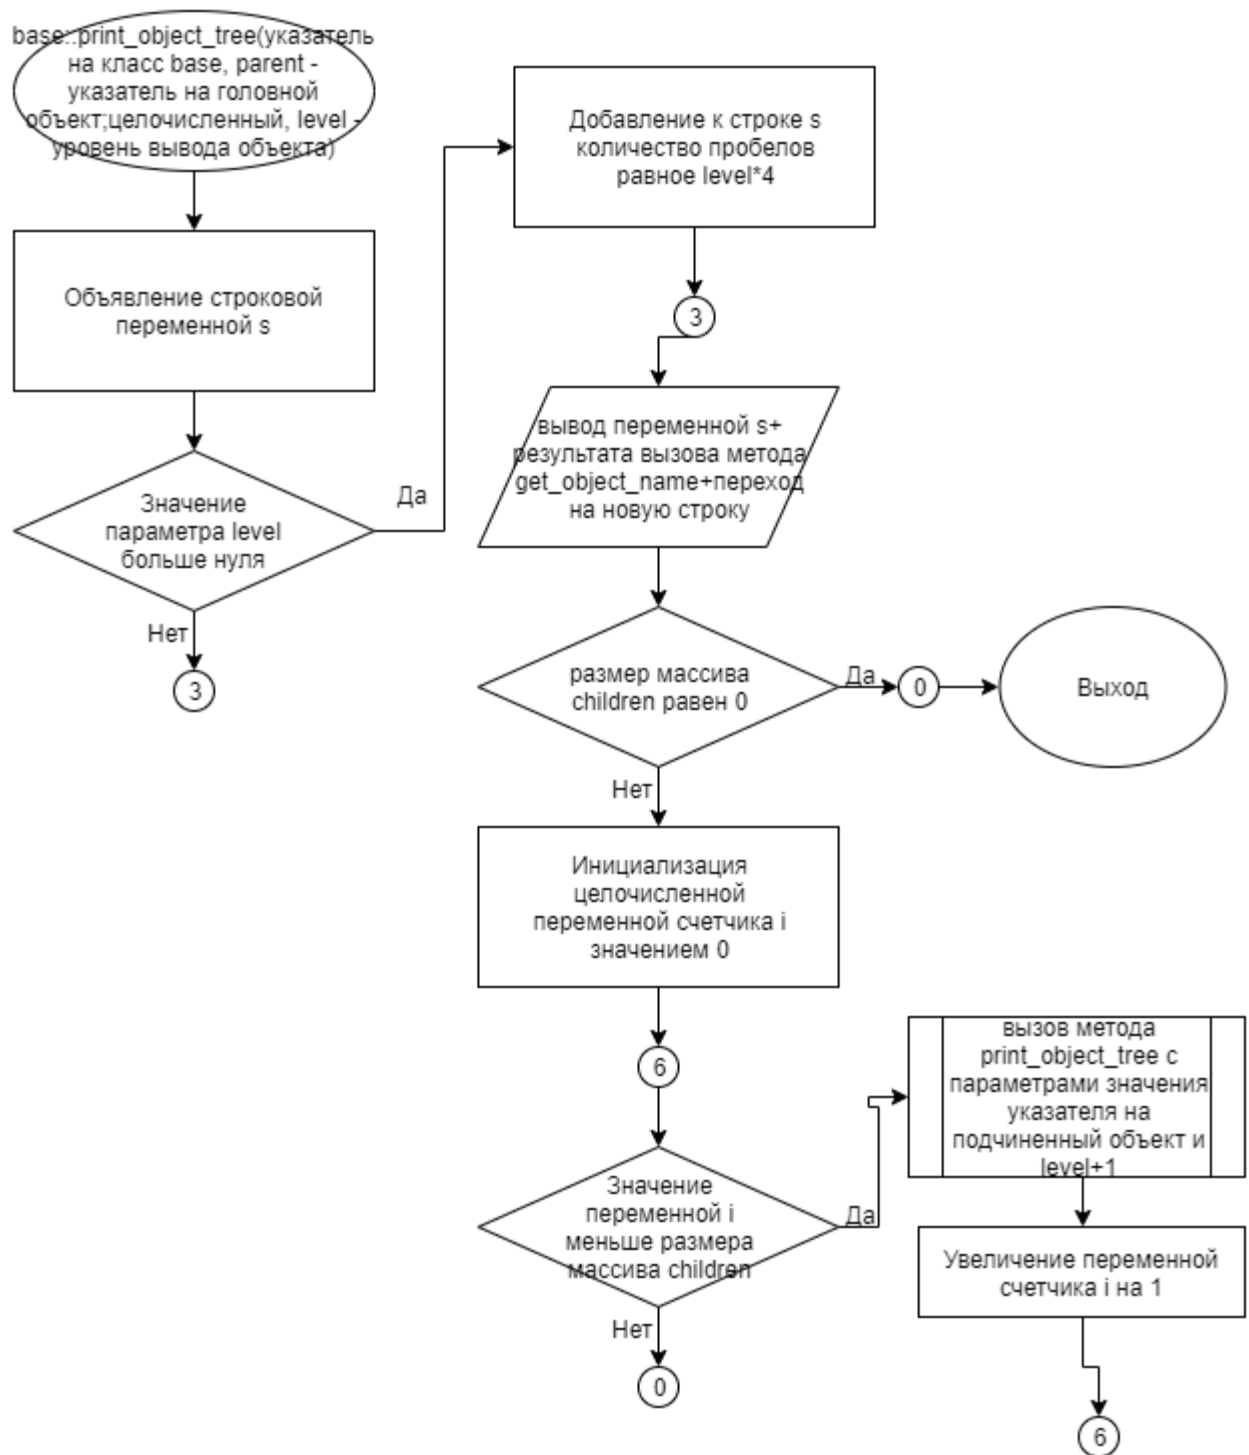 base::print_object_tree(указатель
на класс base, parent -
указатель на головной
объект;целочисленный, level -
уровень вывода объекта)
Объявление строковой
переменной s
Значение
параметра level
больше нуля
Да
Нет
3
Добавление к строке s
количество пробелов
равное level*4
3
вывод переменной s+
результата вызова метода
get_object_name+переход
на новую строку
размер массива
children равен 0
Да
0
Выход
Нет
Инициализация
целочисленной
переменной счетчика i
значением 0
6
Значение
переменной i
меньше размера
массива children
Да
вызов метода
print_object_tree с
параметрами значения
указателя на
подчиненный объект и
level+1
Увеличение переменной
счетчика i на 1
6
Нет
0